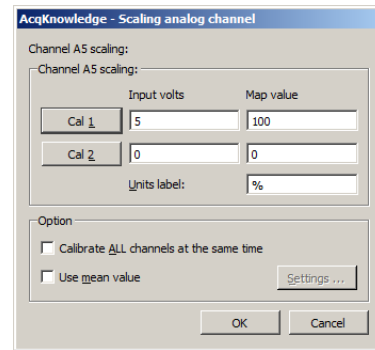 AcqKnowledge - Scaling analog channel
Channel A5 scaling:
Channel A5 scaling:
Input volts Map value
Cal 1 5 100
Cal 2 0 0
Units label: %
Option
Calibrate ALL channels at the same time
Use mean value Settings ...
OK Cancel